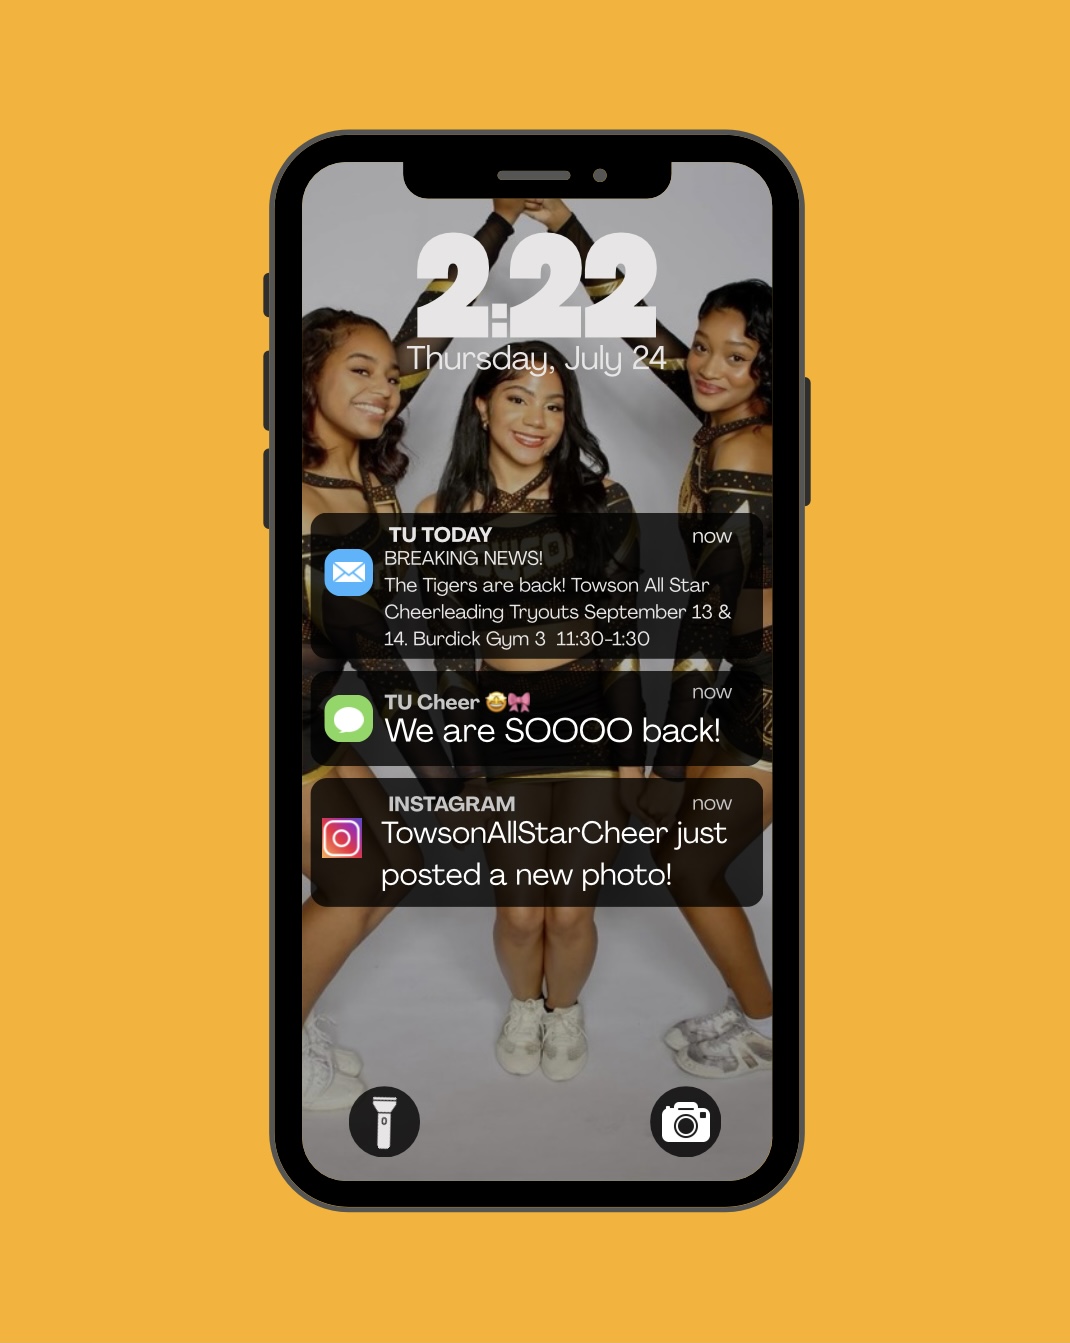 2:22
Thursday, July 24
TU TODAY
now
BREAKING NEWS!
The Tigers are back! Towson All Star
Cheerleading Tryouts September 13 &
14. Burdick Gym 3  11:30-1:30
now
TU Cheer 🤩🎀
We are SOOOO back!
INSTAGRAM
now
TowsonAllStarCheer just
posted a new photo!